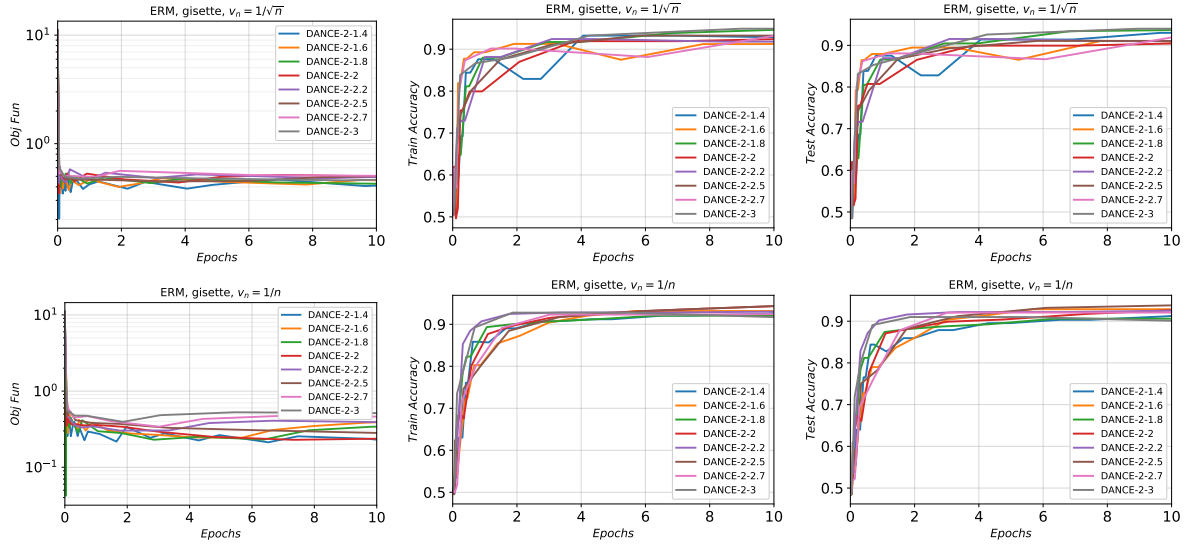 ERM, gisette, $v_n = 1/\sqrt{n}$
Obj Fun
10¹
10⁰
DANCE-2-1.4
DANCE-2-1.6
DANCE-2-1.8
DANCE-2-2
DANCE-2-2.2
DANCE-2-2.5
DANCE-2-2.7
DANCE-2-3
0 2 4 6 8 10
Epochs
ERM, gisette, $v_n = 1/\sqrt{n}$
Train Accuracy
0.9
0.8
0.7
0.6
0.5
DANCE-2-1.4
DANCE-2-1.6
DANCE-2-1.8
DANCE-2-2
DANCE-2-2.2
DANCE-2-2.5
DANCE-2-2.7
DANCE-2-3
0 2 4 6 8 10
Epochs
ERM, gisette, $v_n = 1/\sqrt{n}$
Test Accuracy
0.9
0.8
0.7
0.6
0.5
DANCE-2-1.4
DANCE-2-1.6
DANCE-2-1.8
DANCE-2-2
DANCE-2-2.2
DANCE-2-2.5
DANCE-2-2.7
DANCE-2-3
0 2 4 6 8 10
Epochs
ERM, gisette, $v_n = 1/n$
Obj Fun
10¹
10⁰
10⁻¹
DANCE-2-1.4
DANCE-2-1.6
DANCE-2-1.8
DANCE-2-2
DANCE-2-2.2
DANCE-2-2.5
DANCE-2-2.7
DANCE-2-3
0 2 4 6 8 10
Epochs
ERM, gisette, $v_n = 1/n$
Train Accuracy
0.9
0.8
0.7
0.6
0.5
DANCE-2-1.4
DANCE-2-1.6
DANCE-2-1.8
DANCE-2-2
DANCE-2-2.2
DANCE-2-2.5
DANCE-2-2.7
DANCE-2-3
0 2 4 6 8 10
Epochs
ERM, gisette, $v_n = 1/n$
Test Accuracy
0.9
0.8
0.7
0.6
0.5
DANCE-2-1.4
DANCE-2-1.6
DANCE-2-1.8
DANCE-2-2
DANCE-2-2.2
DANCE-2-2.5
DANCE-2-2.7
DANCE-2-3
0 2 4 6 8 10
Epochs